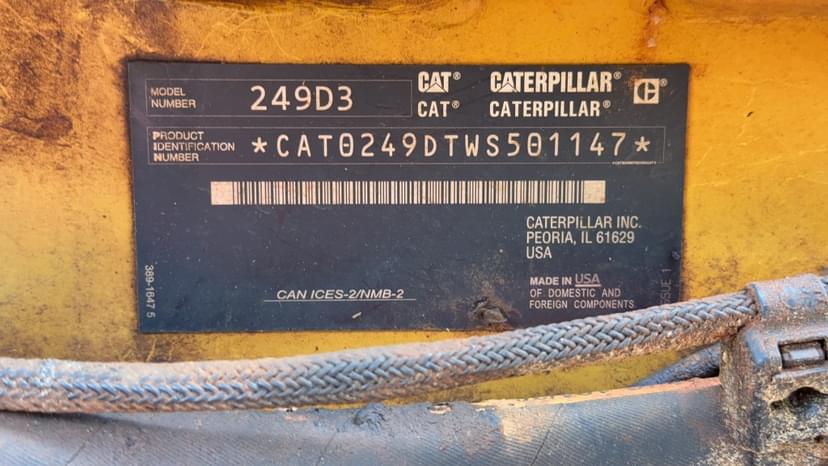 MODEL
NUMBER
249D3
CAT® CATERPILLAR® C
CAT® CATERPILLAR®
PRODUCT
IDENTIFICATION
NUMBER
*CAT0249DTWS501147*
CATERPILLAR INC.
PEORIA, IL 61629
USA
MADE IN USA
OF DOMESTIC AND
FOREIGN COMPONENTS
CAN ICES-2/NMB-2
389-1647 5
ISSUE 1